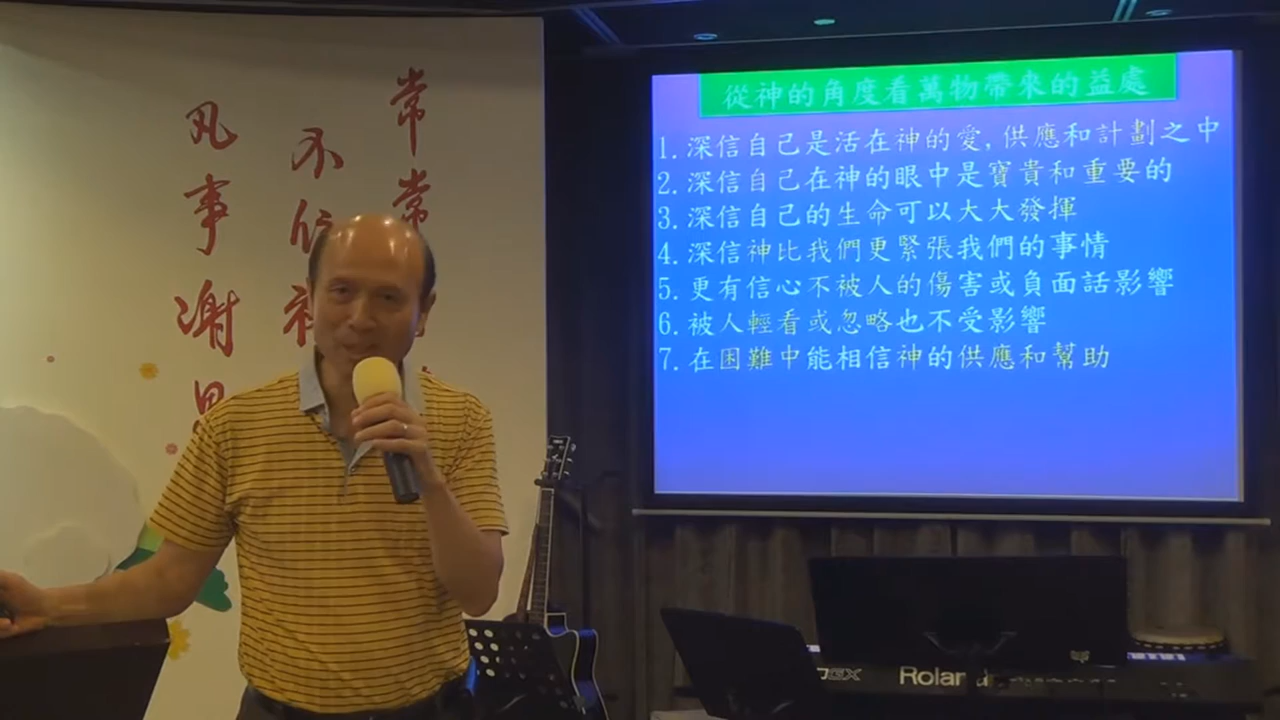 從神的角度看萬物帶來的益處
1. 深信自己是活在神的愛,供應和計劃之中
2. 深信自己在神的眼中是寶貴和重要的
3. 深信自己的生命可以大大發揮
4. 深信神比我們更緊張我們的事情
5. 更有信心不被人的傷害或負面話影響
6. 被人輕看或忽略也不受影響
7. 在困難中能相信神的供應和幫助
常常
不住
凡事謝恩
Roland